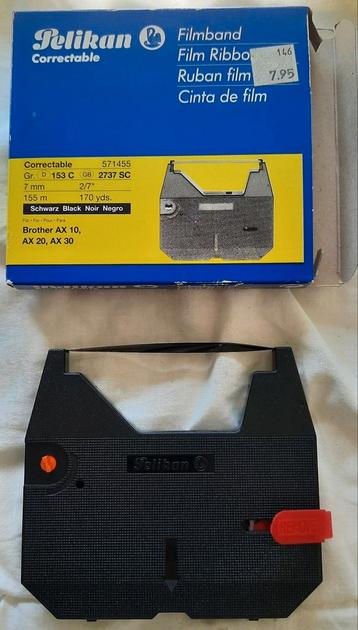 Pelikan
Correctable
Filmband
Film Ribbo
Ruban film
Cinta de film
146
7.95
Correctable 571455
Gr. D 153 C GB 2737 SC
7 mm 2/7"
155 m 170 yds.
Schwarz Black Noir Negro
Für • For • Pour • Para
Brother AX 10,
AX 20, AX 30
Pelikan